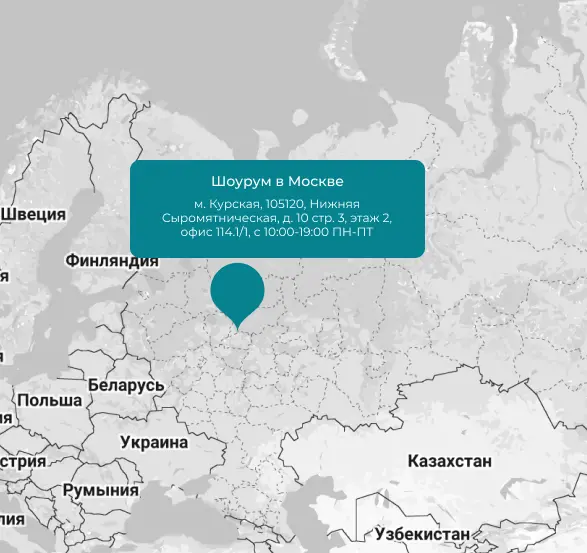 Шоурум в Москве
м. Курская, 105120, Нижняя
Сыромятническая, д. 10 стр. 3, этаж 2,
офис 114.1/1, с 10:00-19:00 ПН-ПТ
Швеция
Финляндия
Беларусь
Польша
Украина
Румыния
Казахстан
Узбекистан